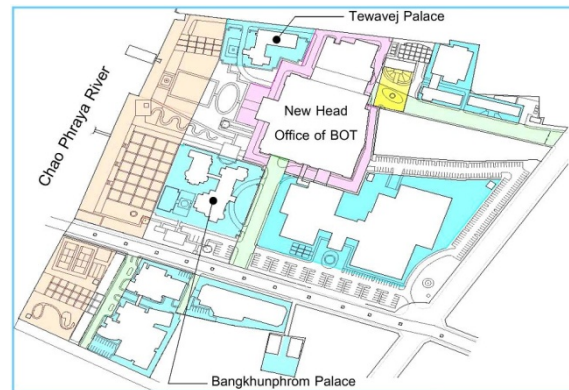 Tewavej Palace
Chao Phraya River
New Head
Office of BOT
Bangkhunphrom Palace